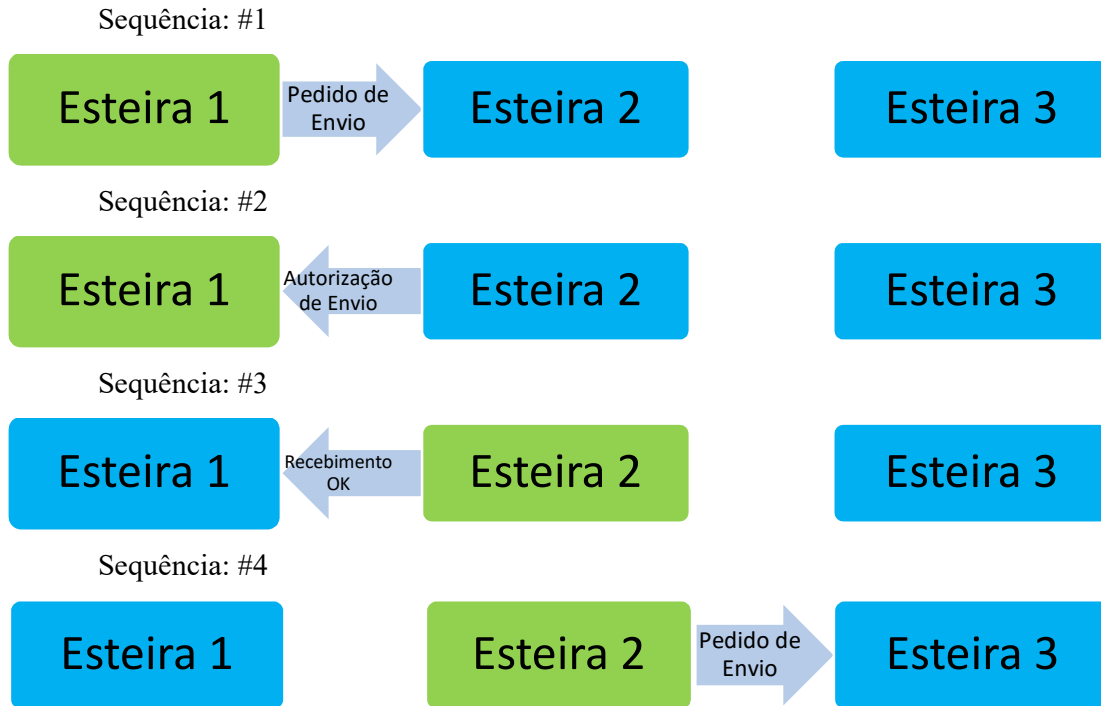 Sequência: #1
Esteira 1
Pedido de
Envio
Esteira 2
Esteira 3
Sequência: #2
Esteira 1
Autorização
de Envio
Esteira 2
Esteira 3
Sequência: #3
Esteira 1
Recebimento
OK
Esteira 2
Esteira 3
Sequência: #4
Esteira 1
Esteira 2
Pedido de
Envio
Esteira 3